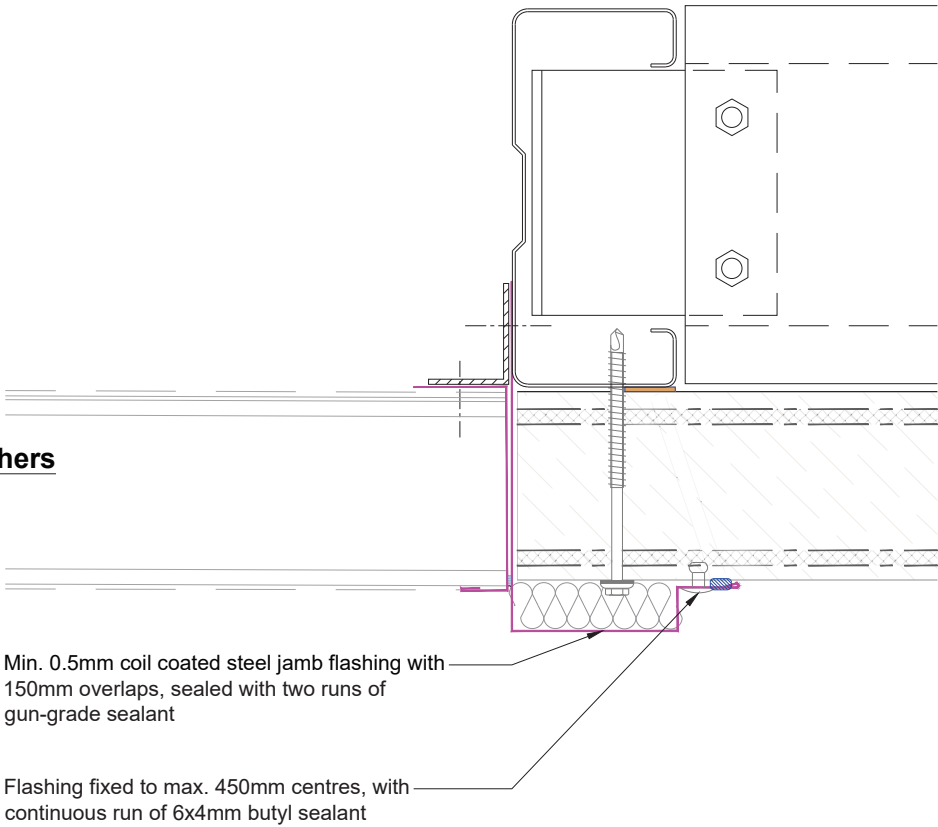 hers
Min. 0.5mm coil coated steel jamb flashing with
150mm overlaps, sealed with two runs of
gun-grade sealant
Flashing fixed to max. 450mm centres, with
continuous run of 6x4mm butyl sealant